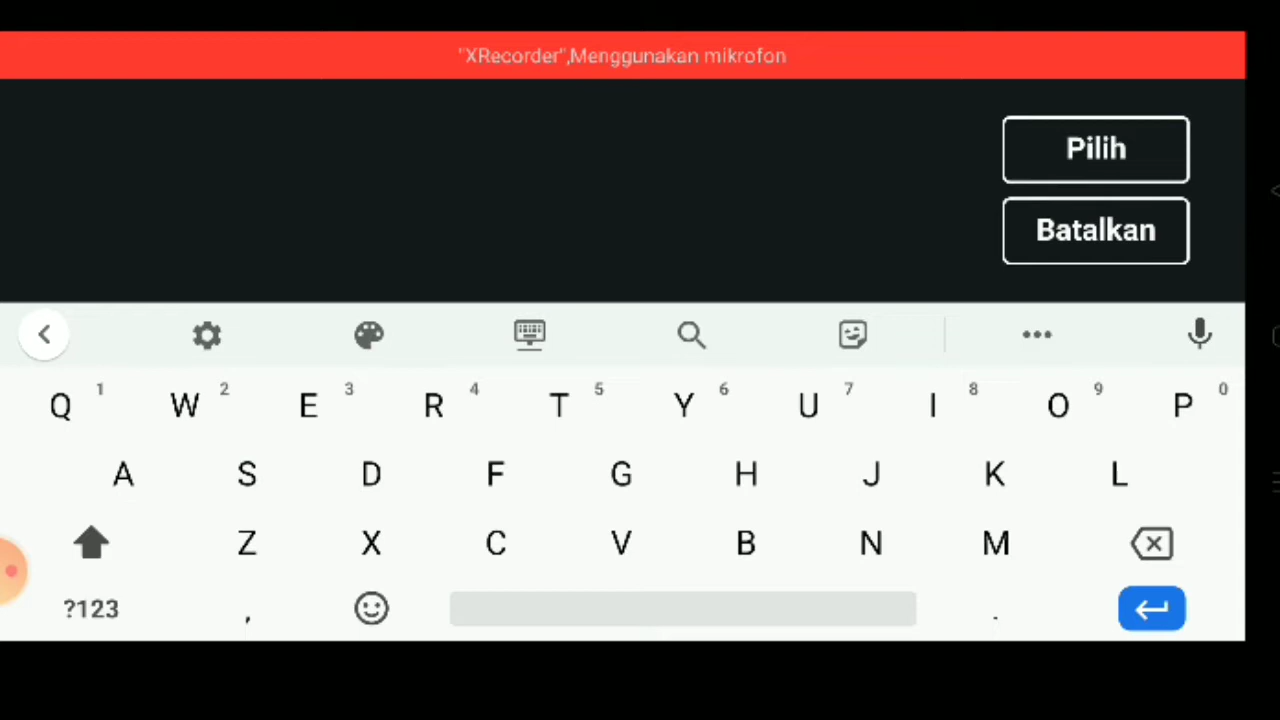 "XRecorder",Menggunakan mikrofon
Pilih
Batalkan
Q 1 W 2 E 3 R 4 T 5 Y 6 U 7 I 8 O 9 P 0
A S D F G H J K L
Z X C V B N M
?123 , .